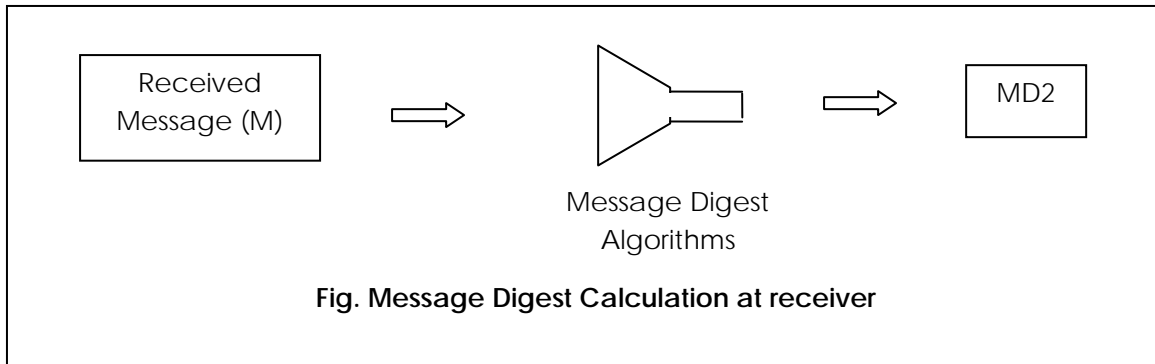 Received
Message (M)
MD2
Message Digest
Algorithms
Fig. Message Digest Calculation at receiver